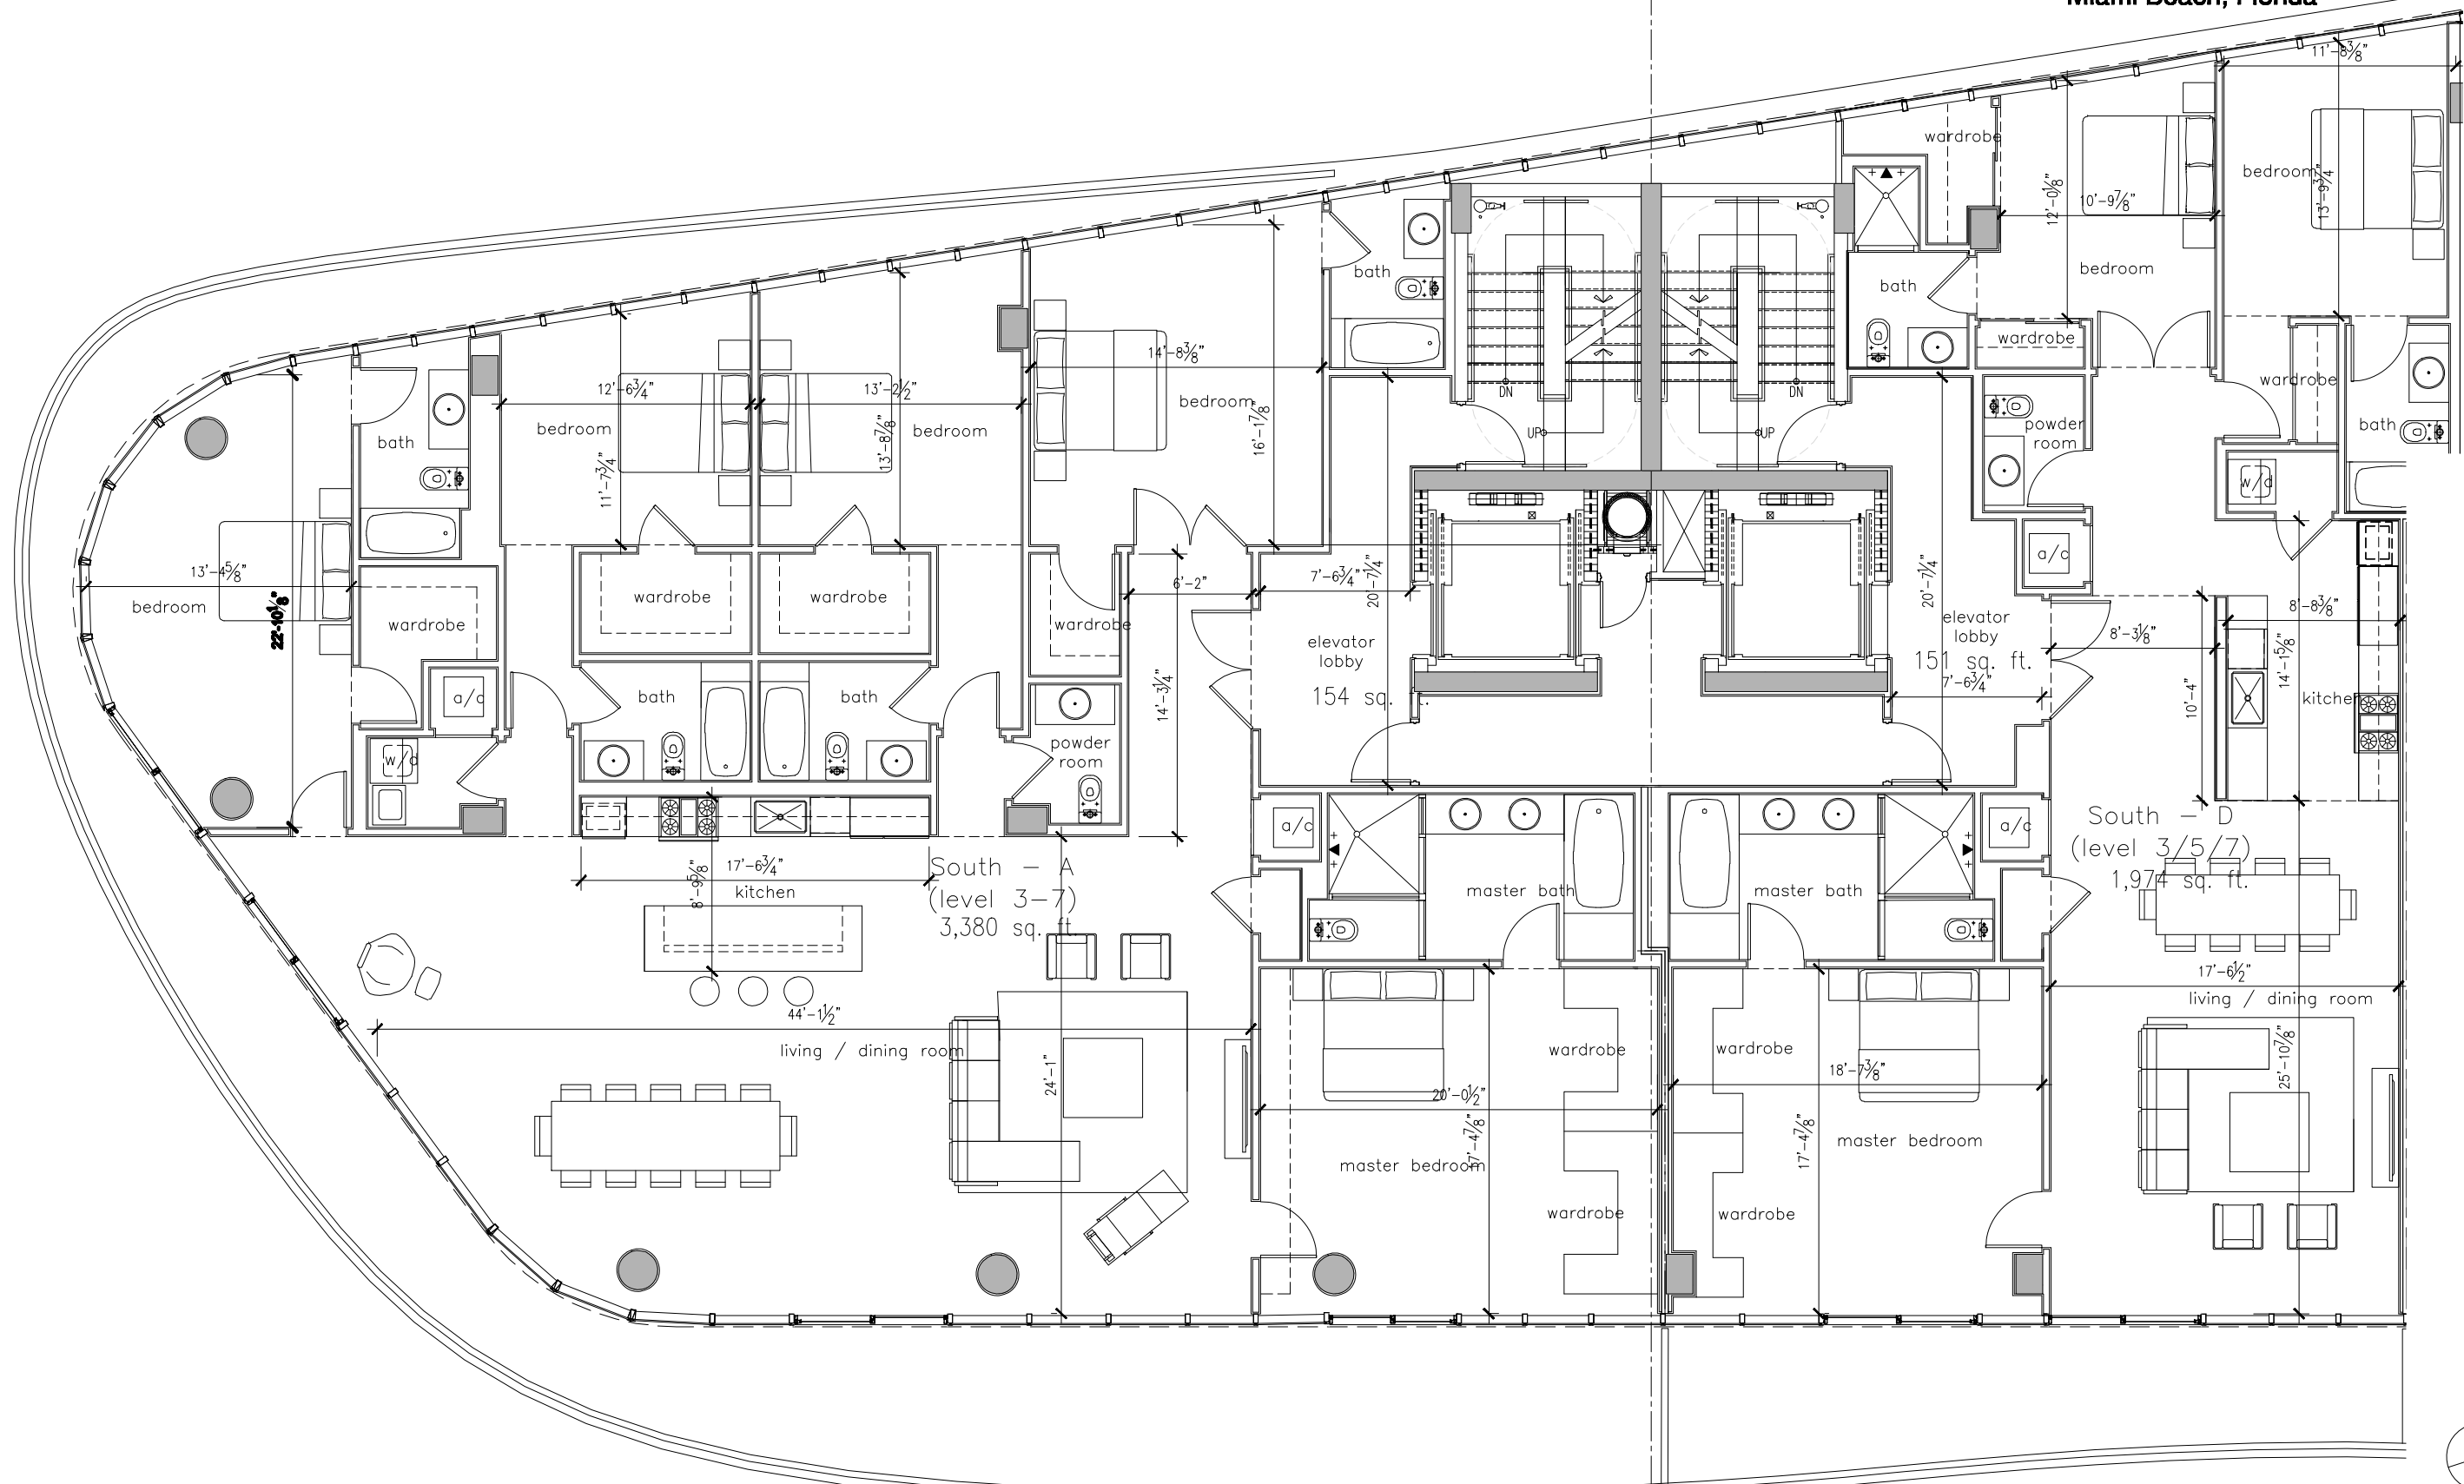 Miami Beach, Florida
11'-8⅜"
wardrobe
bedroom
13'-9¾"
12'-0⅛"
10'-9⅞"
bedroom
bath
bath
wardrobe
wardrobe
14'-8⅜"
bedroom
16'-1⅞"
12'-6¾"
13'-2½"
bedroom
bedroom
11'-7¾"
13'-8⅞"
bath
DN
DN
UP
UP
powder
room
bath
w/d
a/c
13'-4⅝"
bedroom
wardrobe
wardrobe
wardrobe
wardrobe
6'-2"
7'-6¾"
20'-7¼"
20'-7¼"
elevator
lobby
154 sq. ft.
elevator
lobby
151 sq. ft.
7'-6¾"
8'-3⅛"
8'-8⅜"
10'-4"
14'-1⅝"
kitchen
a/c
bath
bath
14'-3¼"
w/d
powder
room
a/c
a/c
South - A
(level 3-7)
3,380 sq. ft.
17'-6¾"
8'-9⅝"
kitchen
master bath
master bath
South - D
(level 3/5/7)
1,974 sq. ft.
17'-6½"
living / dining room
44'-1½"
living / dining room
24'-1"
wardrobe
wardrobe
18'-7⅜"
20'-0½"
17'-4⅞"
17'-4⅞"
25'-10⅞"
master bedroom
master bedroom
wardrobe
wardrobe